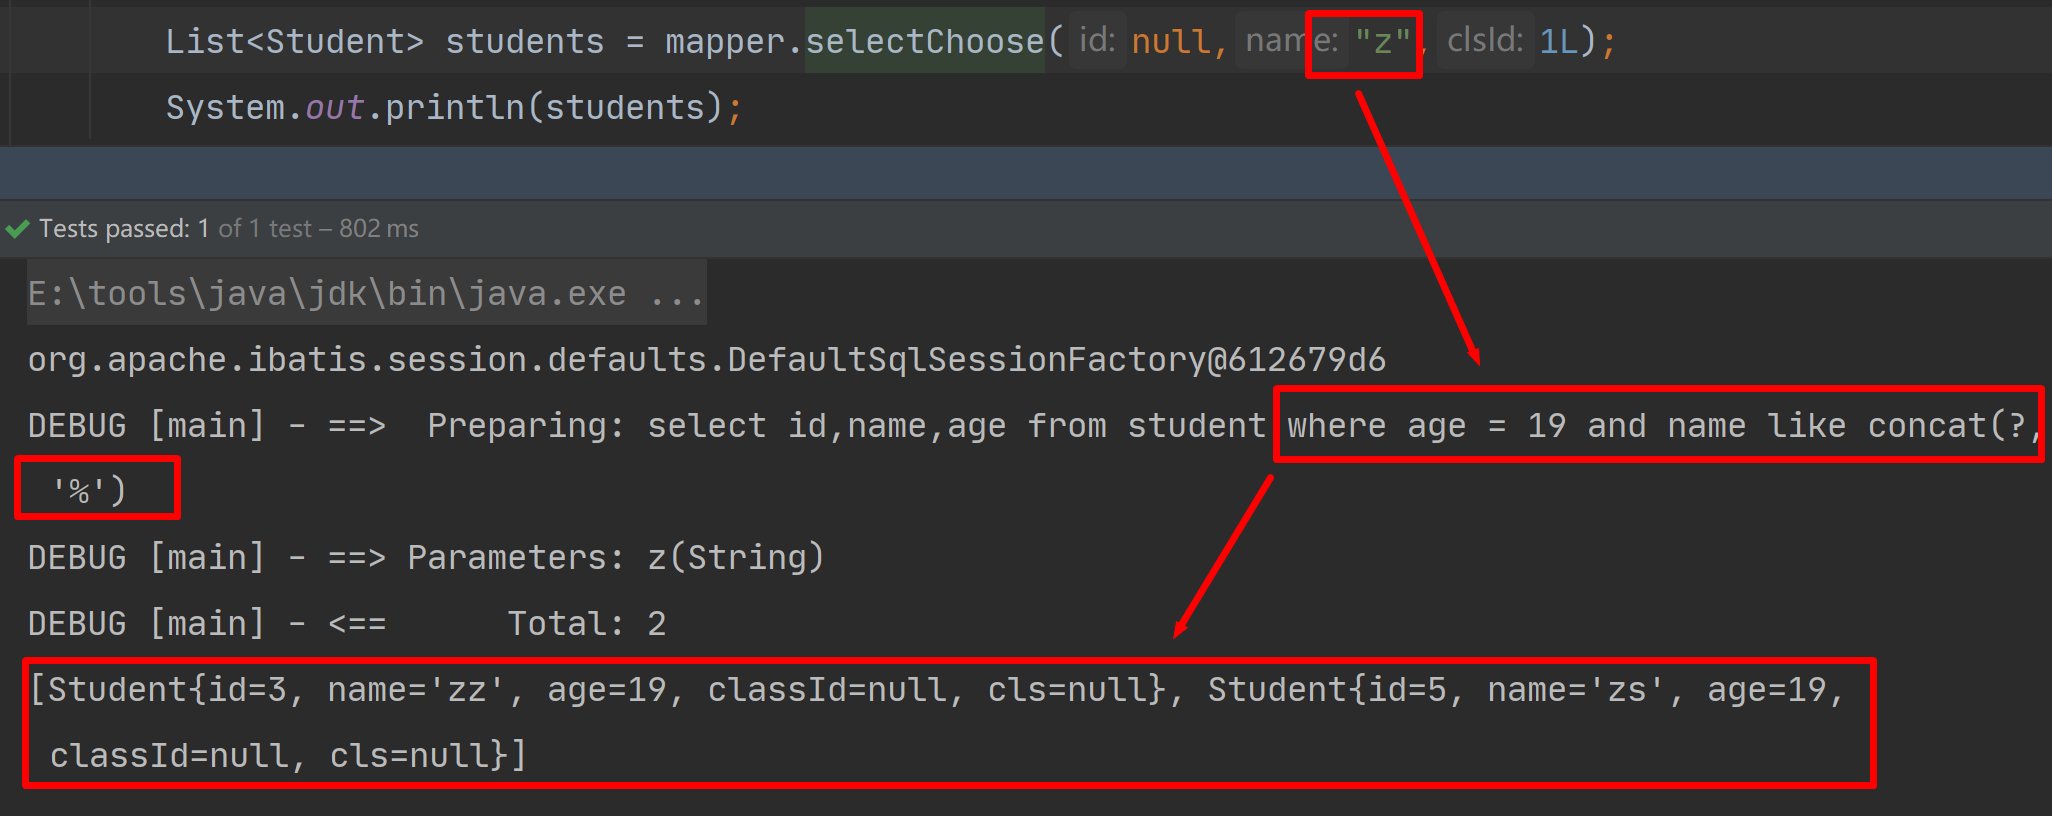 List<Student> students = mapper.selectChoose( id: null, name: "z", clsId: 1L);
System.out.println(students);
Tests passed: 1 of 1 test – 802 ms
E:\tools\java\jdk\bin\java.exe ...
org.apache.ibatis.session.defaults.DefaultSqlSessionFactory@612679d6
DEBUG [main] - ==>  Preparing: select id,name,age from student where age = 19 and name like concat(?,
'%')
DEBUG [main] - ==> Parameters: z(String)
DEBUG [main] - <==      Total: 2
[Student{id=3, name='zz', age=19, classId=null, cls=null}, Student{id=5, name='zs', age=19,
classId=null, cls=null}]